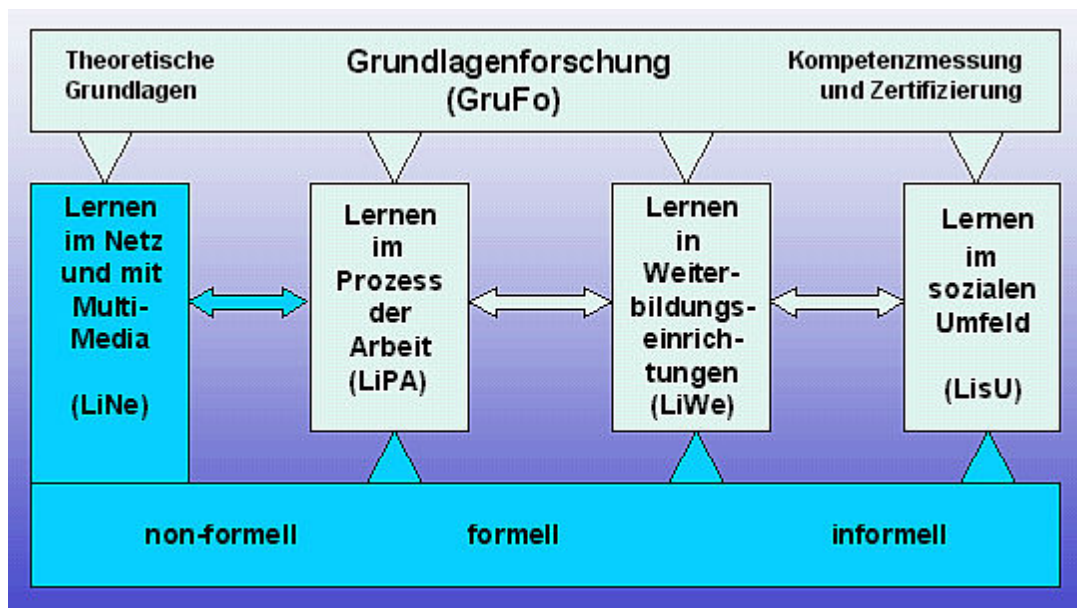 Theoretische
Grundlagen
Grundlagenforschung
(GruFo)
Kompetenzmessung
und Zertifizierung
Lernen
im Netz
und mit
Multi-
Media
(LiNe)
Lernen
im
Prozess
der
Arbeit
(LiPA)
Lernen
in
Weiter-
bildungs-
einrich-
tungen
(LiWe)
Lernen
im
sozialen
Umfeld
(LisU)
non-formell
formell
informell